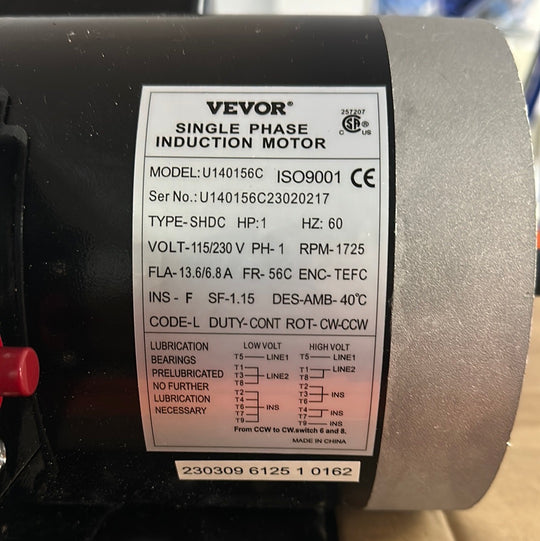 VEVOR®
257207
SINGLE PHASE
C SA ® US
INDUCTION MOTOR
MODEL: U140156C ISO9001 CE
Ser No.: U140156C23020217
TYPE-SHDC HP:1 HZ: 60
VOLT-115/230 V PH-1 RPM-1725
FLA-13.6/6.8A FR-56C ENC-TEFC
INS - F SF-1.15 DES-AMB-40℃
CODE-L DUTY-CONT ROT-CW-CCW
LUBRICATION
BEARINGS
PRELUBRICATED
NO FURTHER
LUBRICATION
NECESSARY
LOW VOLT
T5 LINE1
T1
T3 LINE2
T8
T2
T4
T6 INS
T7
T9
HIGH VOLT
T5 LINE1
T1 LINE2
T8
T2
T3 INS
T6
T4 INS
T7
T9 INS
From CCW to CW.switch 6 and 8.
MADE IN CHINA
230309 6125 1 0162